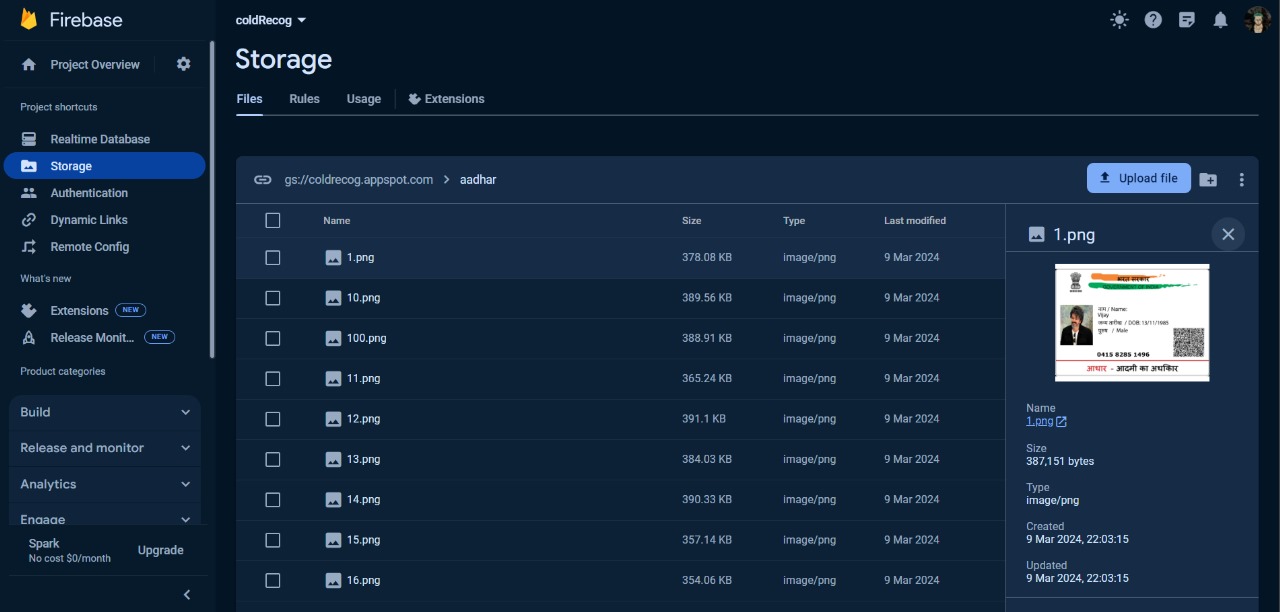 Firebase
coldRecog
Project Overview
Storage
Project shortcuts
Files Rules Usage Extensions
Realtime Database
Storage
Authentication
Dynamic Links
Remote Config
What's new
Extensions NEW
Release Monit... NEW
Product categories
Build
Release and monitor
Analytics
Engage
Spark
No cost $0/month
Upgrade
gs://coldrecog.appspot.com > aadhar
Upload file
Name Size Type Last modified
1.png 378.08 KB image/png 9 Mar 2024
10.png 389.56 KB image/png 9 Mar 2024
100.png 388.91 KB image/png 9 Mar 2024
11.png 365.24 KB image/png 9 Mar 2024
12.png 391.1 KB image/png 9 Mar 2024
13.png 384.03 KB image/png 9 Mar 2024
14.png 390.33 KB image/png 9 Mar 2024
15.png 357.14 KB image/png 9 Mar 2024
16.png 354.06 KB image/png 9 Mar 2024
1.png
भारत सरकार
GOVERNMENT OF INDIA
नाम / Name:
Vijay
जन्म तारीख / DOB: 13/11/1985
पुरुष / Male
0415 8285 1496
आधार - आदमी का अधिकार
Name
1.png
Size
387,151 bytes
Type
image/png
Created
9 Mar 2024, 22:03:15
Updated
9 Mar 2024, 22:03:15